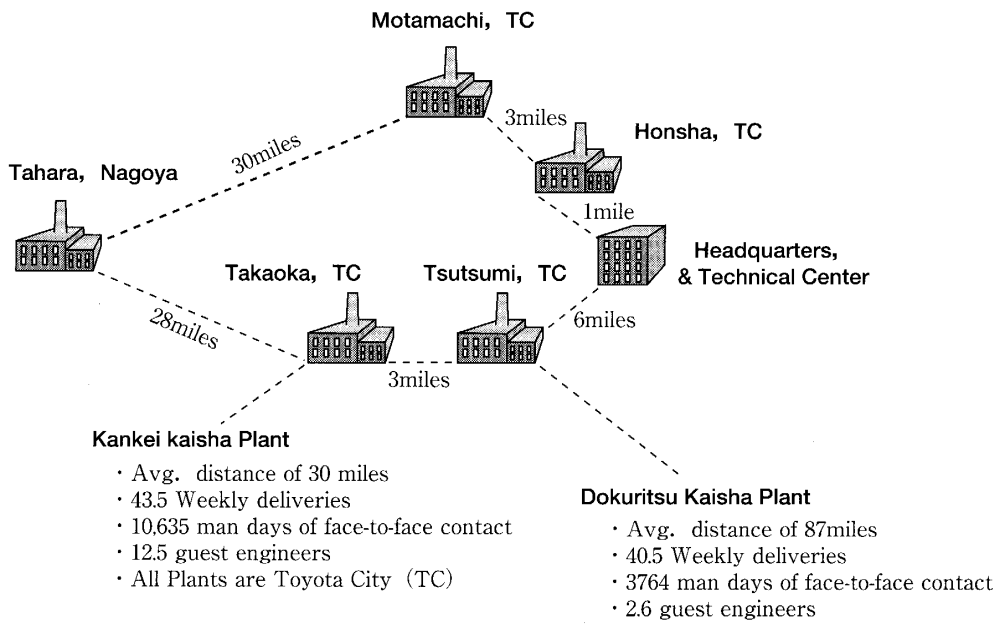 Motamachi, TC
3miles
Honsha, TC
30miles
Tahara, Nagoya
1mile
Headquarters,
& Technical Center
Takaoka, TC
Tsutsumi, TC
28miles
6miles
3miles
Kankei kaisha Plant
・Avg. distance of 30 miles
・43.5 Weekly deliveries
・10,635 man days of face-to-face contact
・12.5 guest engineers
・All Plants are Toyota City (TC)
Dokuritsu Kaisha Plant
・Avg. distance of 87miles
・40.5 Weekly deliveries
・3764 man days of face-to-face contact
・2.6 guest engineers